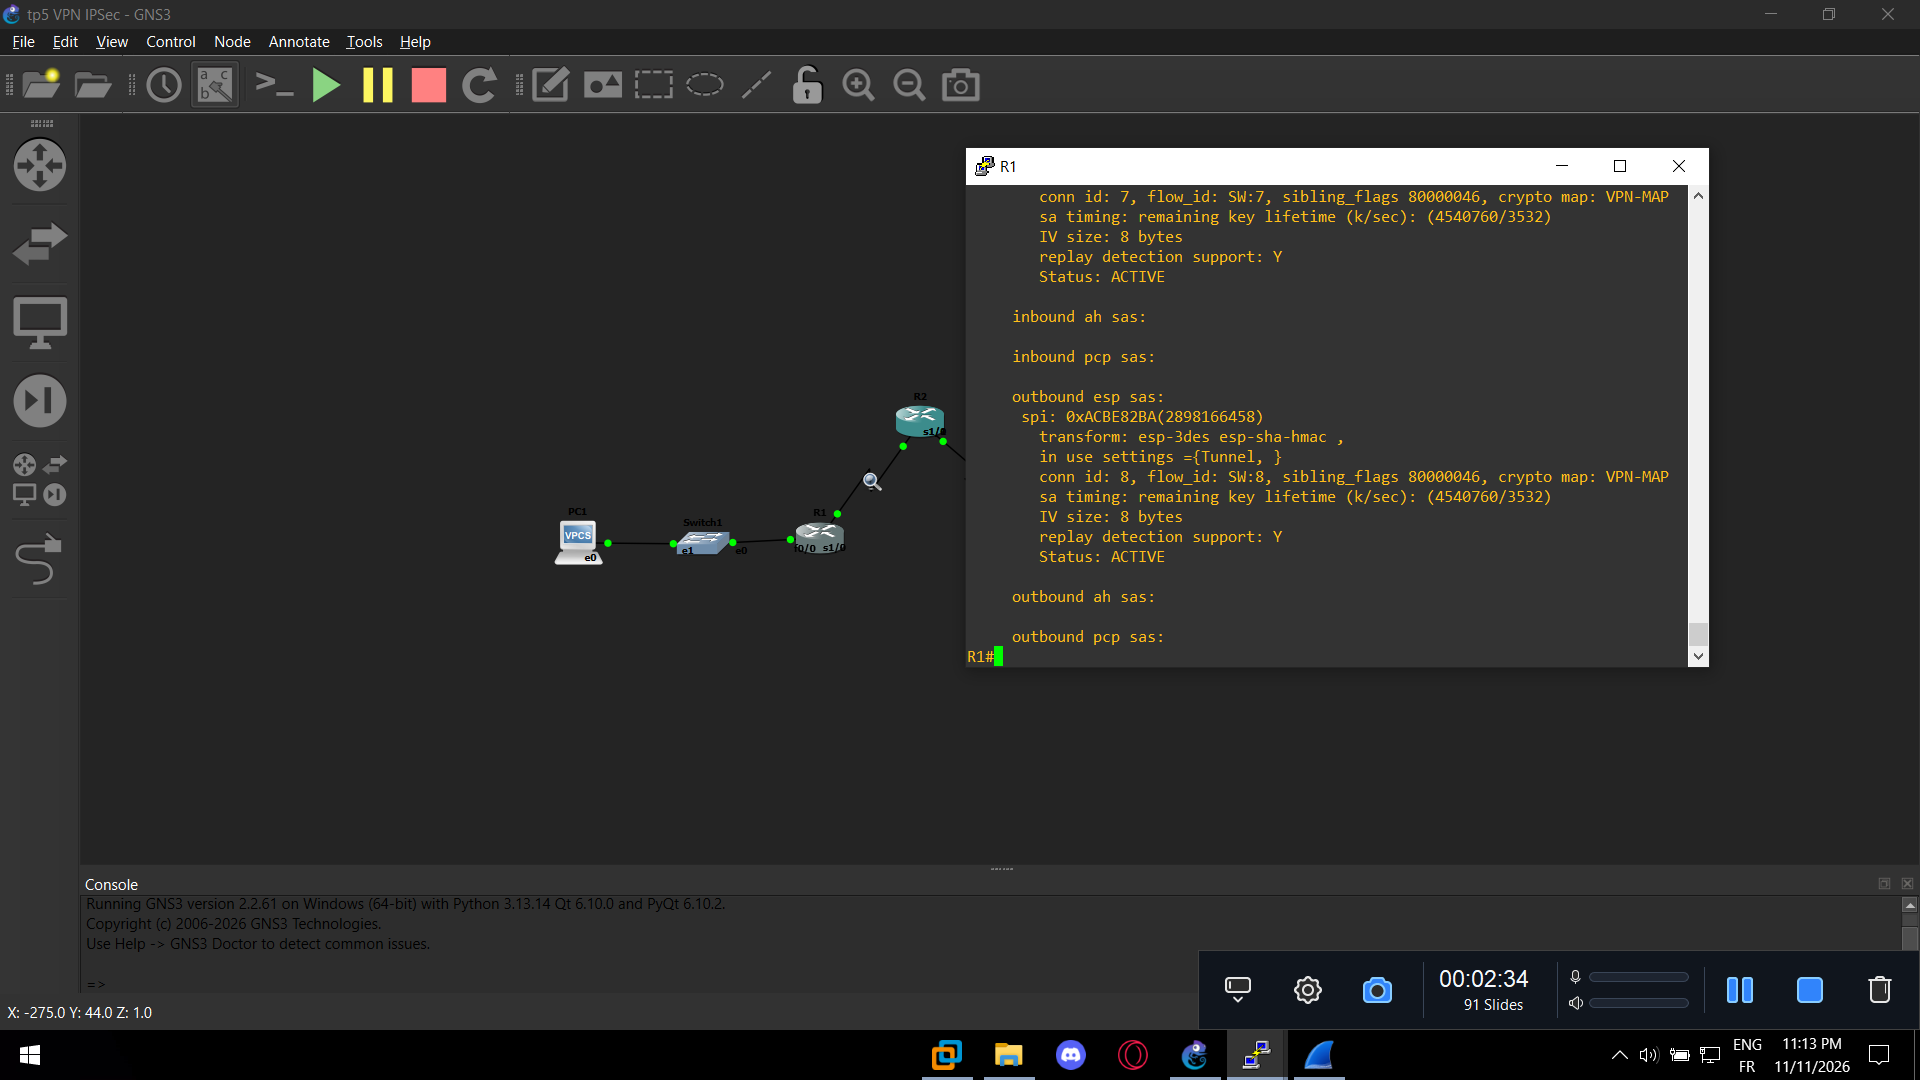 tp5 VPN IPSec - GNS3
File Edit View Control Node Annotate Tools Help
a c
b
R1
conn id: 7, flow_id: SW:7, sibling_flags 80000046, crypto map: VPN-MAP
sa timing: remaining key lifetime (k/sec): (4540760/3532)
IV size: 8 bytes
replay detection support: Y
Status: ACTIVE
inbound ah sas:
inbound pcp sas:
outbound esp sas:
spi: 0xACBE82BA(2898166458)
transform: esp-3des esp-sha-hmac ,
in use settings ={Tunnel, }
conn id: 8, flow_id: SW:8, sibling_flags 80000046, crypto map: VPN-MAP
sa timing: remaining key lifetime (k/sec): (4540760/3532)
IV size: 8 bytes
replay detection support: Y
Status: ACTIVE
outbound ah sas:
outbound pcp sas:
R1#
R2
s1/0
PC1
VPCS
e0
Switch1
e1 e0
R1
f0/0 s1/0
Console
Running GNS3 version 2.2.61 on Windows (64-bit) with Python 3.13.14 Qt 6.10.0 and PyQt 6.10.2.
Copyright (c) 2006-2026 GNS3 Technologies.
Use Help -> GNS3 Doctor to detect common issues.
=>
X: -275.0 Y: 44.0 Z: 1.0
00:02:34
91 Slides
ENG
FR
11:13 PM
11/11/2026